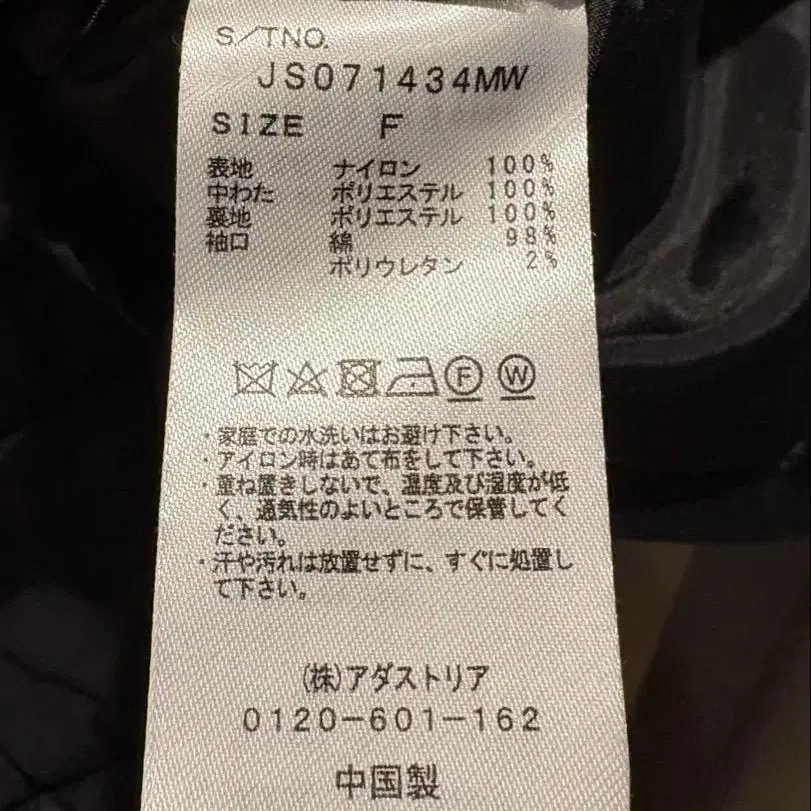 S/TNO.
JS071434MW
SIZE F
表地 ナイロン 100%
中わた ポリエステル 100%
裏地 ポリエステル 100%
袖口 綿 98%
ポリウレタン 2%
F W
・家庭での水洗いはお避け下さい。
・アイロン時はあて布をして下さい。
・重ね置きしないで、温度及び湿度が低
く、通気性のよいところで保管してく
ださい。
・汗や汚れは放置せずに、すぐに処置し
て下さい。
(株)アダストリア
0120-601-162
中国製